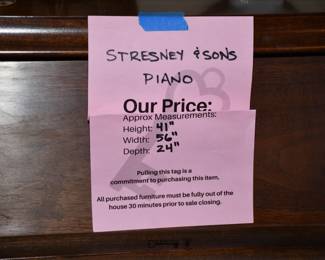 STRESNEY & SONS
PIANO
Our Price:
Approx Measurements:
Height: 41"
Width: 56"
Depth: 24"
Pulling this tag is a
commitment to purchasing this item.
All purchased furniture must be fully out of the
house 30 minutes prior to sale closing.